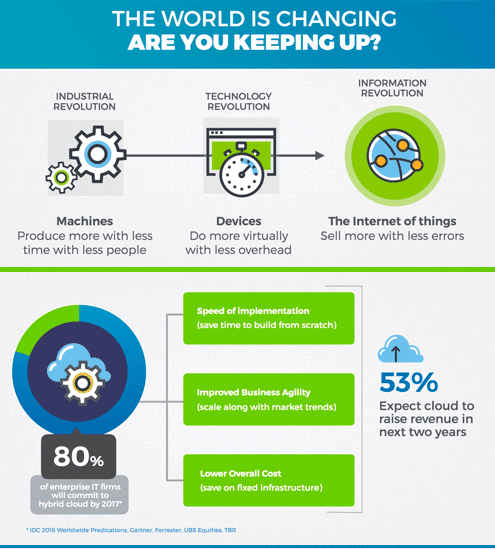 THE WORLD IS CHANGING
ARE YOU KEEPING UP?
INDUSTRIAL
REVOLUTION
TECHNOLOGY
REVOLUTION
INFORMATION
REVOLUTION
Machines
Produce more with less
time with less people
Devices
Do more virtually
with less overhead
The Internet of things
Sell more with less errors
80%
of enterprise IT firms
will commit to
hybrid cloud by 2017*
Speed of implementation
(save time to build from scratch)
Improved Business Agility
(scale along with market trends)
Lower Overall Cost
(save on fixed infrastructure)
53%
Expect cloud to
raise revenue in
next two years
* IDC 2016 Worldwide Predications, Gartner, Forrester, UBS Equities, TBR